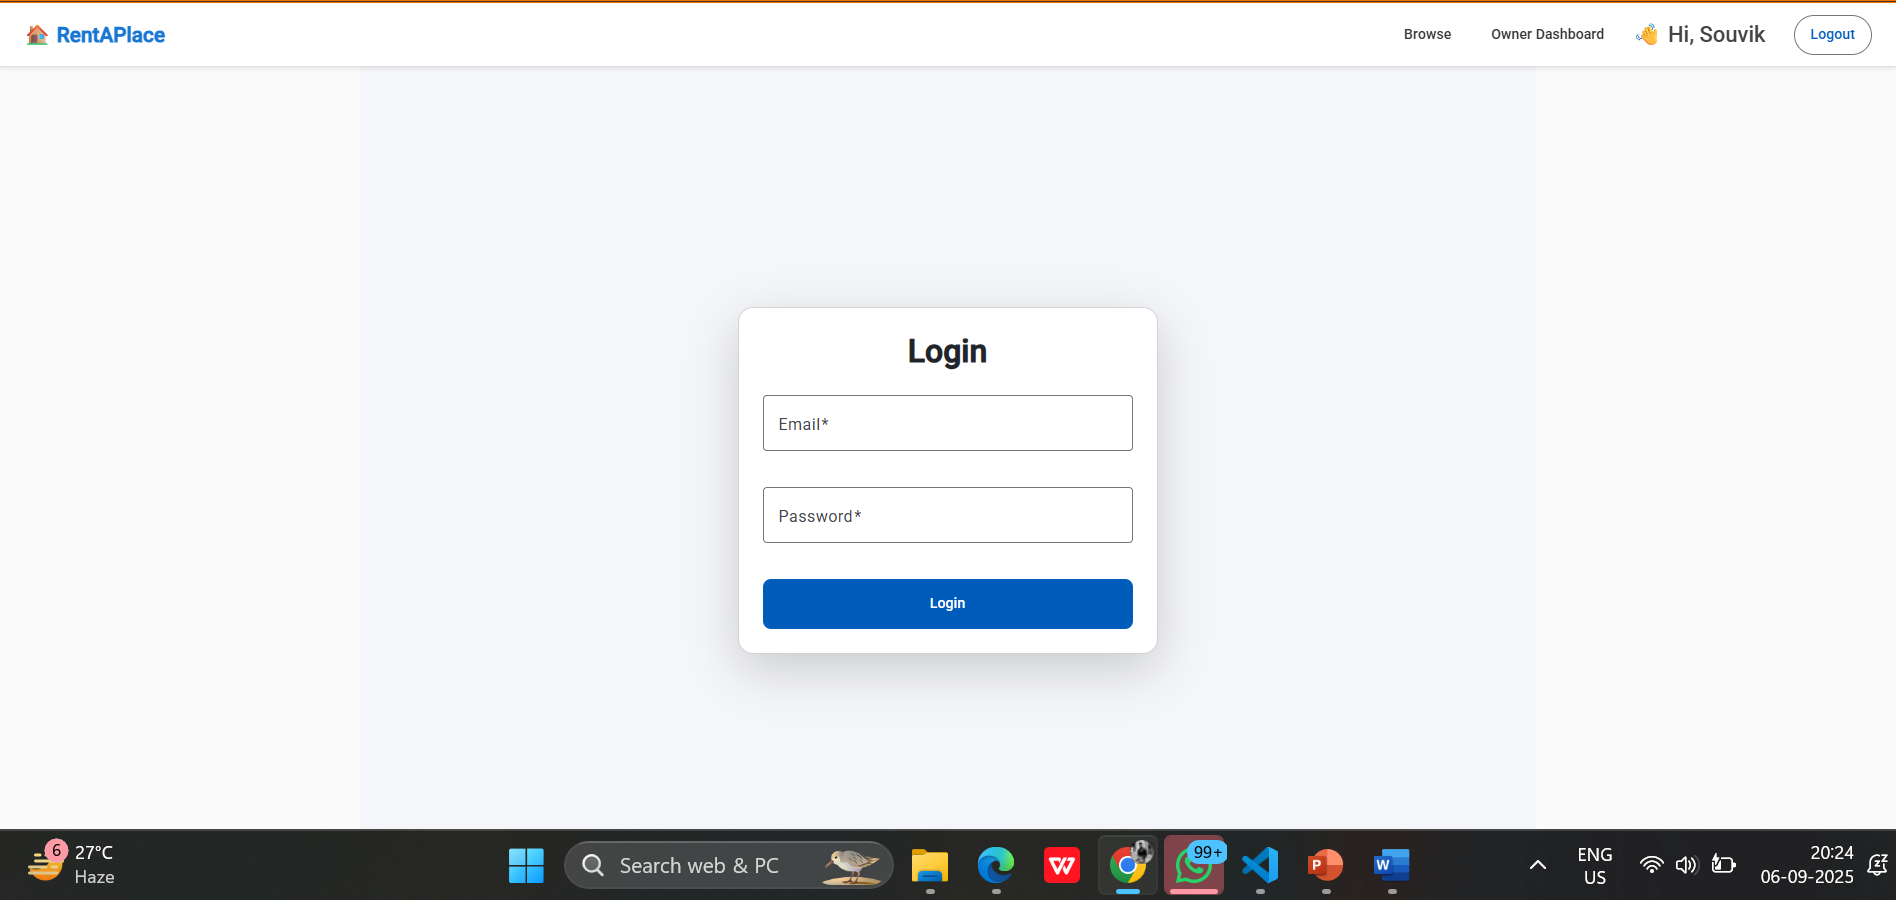 RentAPlace
Browse
Owner Dashboard
Hi, Souvik
Logout
Login
Email*
Password*
Login
6
27°C
Haze
Search web & PC
W
99+
P
W
ENG
US
20:24
06-09-2025